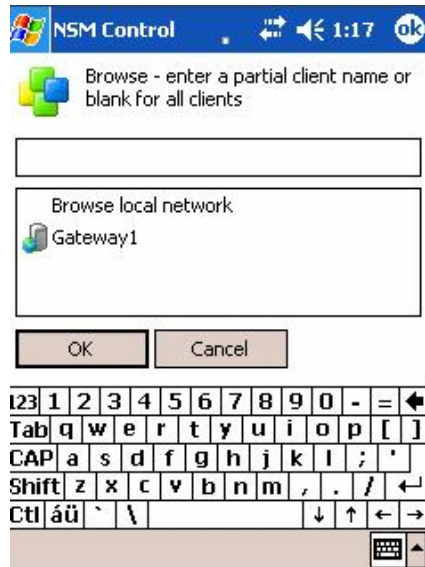 NSM Control
1:17
ok
Browse - enter a partial client name or
blank for all clients
Browse local network
Gateway1
OK
Cancel
123 1 2 3 4 5 6 7 8 9 0 - =
Tab q w e r t y u i o p [ ]
CAP a s d f g h j k l ; '
Shift z x c v b n m , . /
Ctl áü ` \